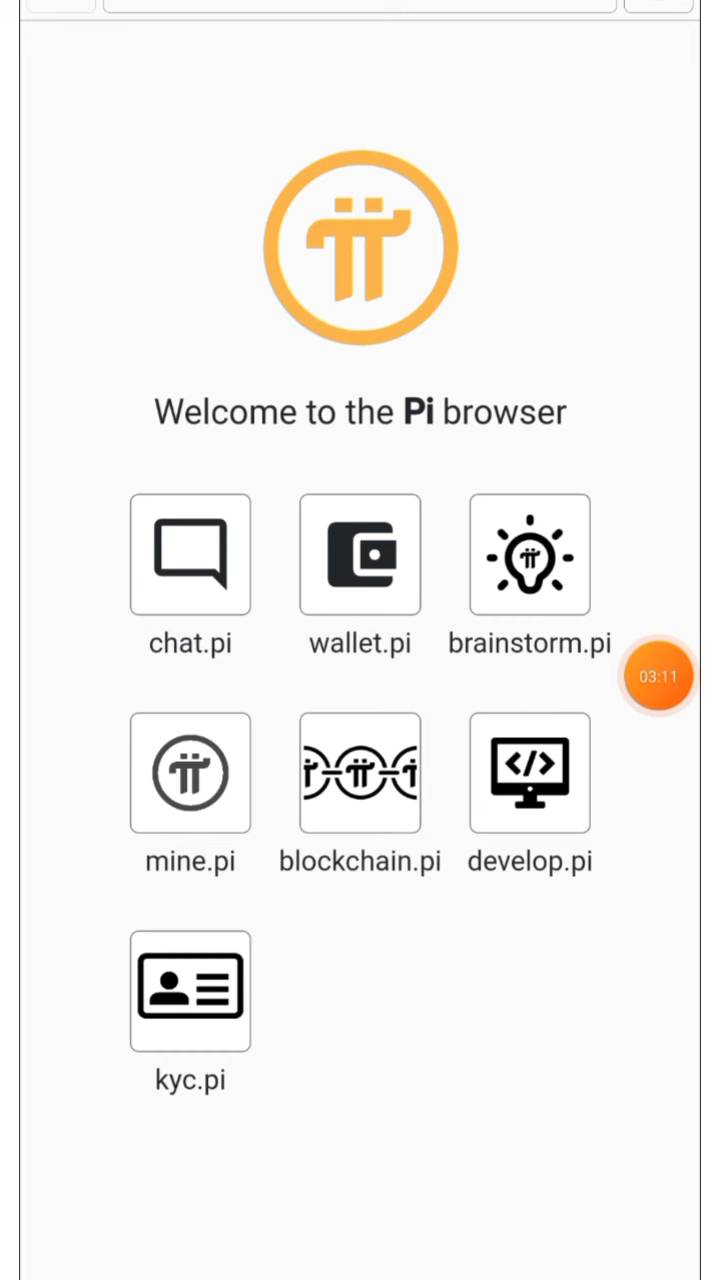 Welcome to the Pi browser
chat.pi
wallet.pi
brainstorm.pi
03:11
mine.pi
blockchain.pi
develop.pi
kyc.pi